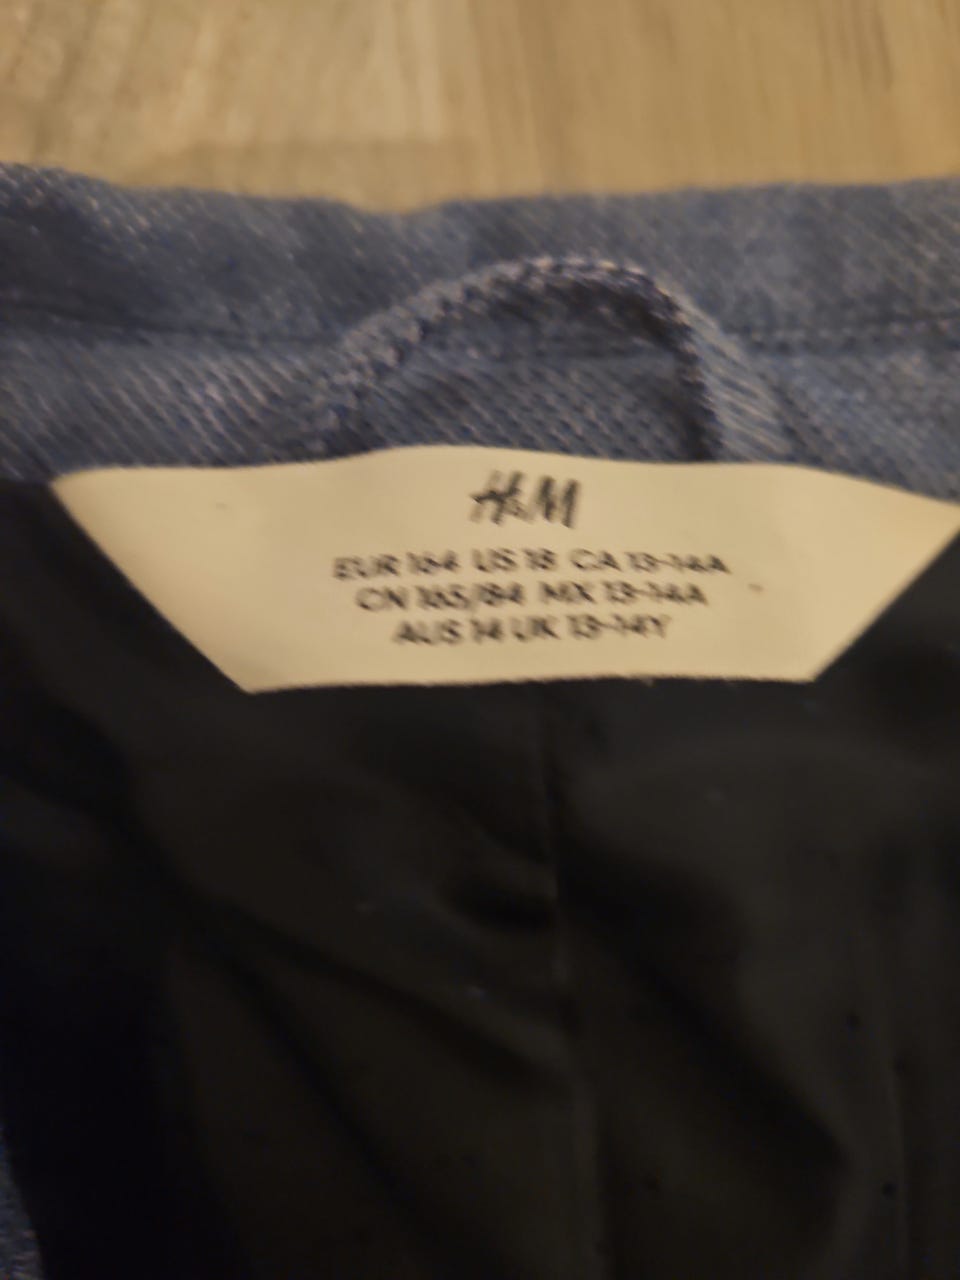 H&M
EUR 164 US 18 CA 13-14A
CN 165/84 MX 13-14A
AUS 14 UK 13-14Y